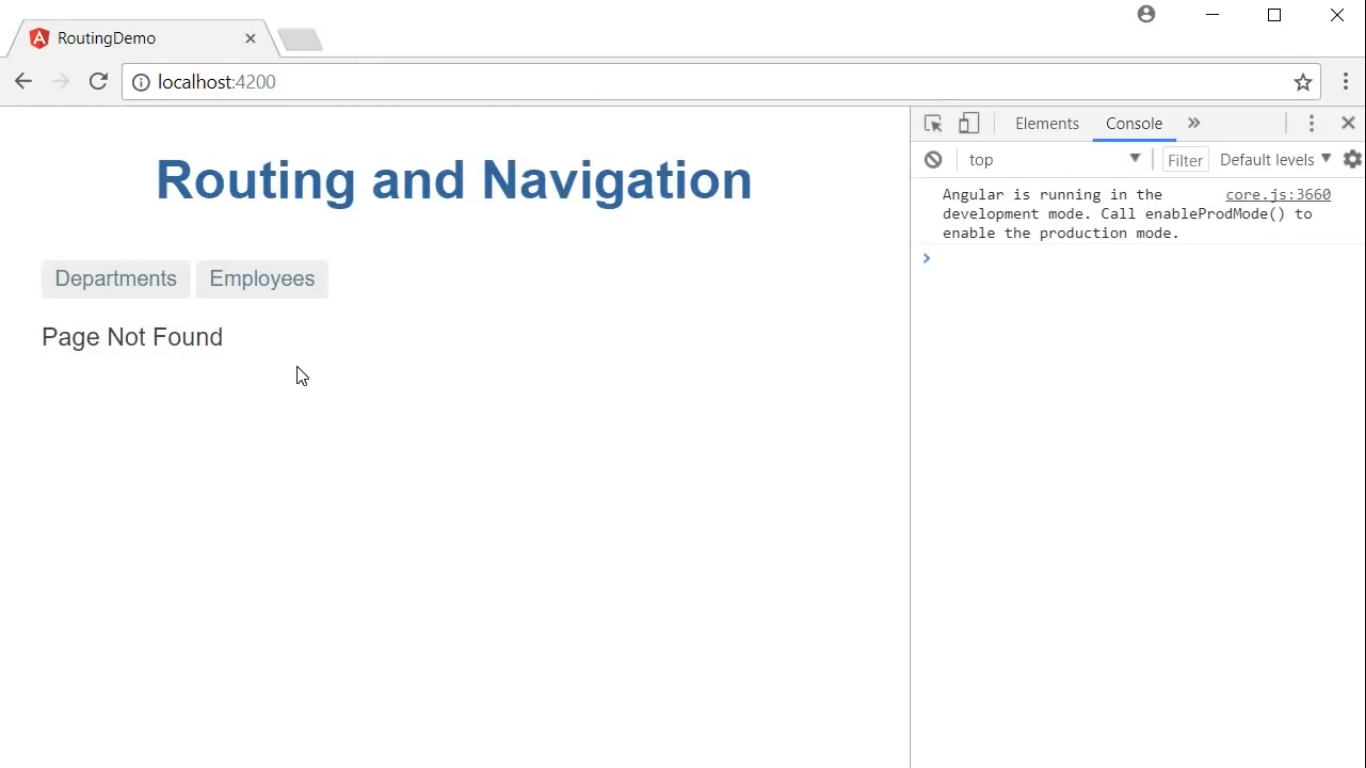 RoutingDemo
localhost:4200
Elements Console
top Filter Default levels
Routing and Navigation
Departments Employees
Page Not Found
Angular is running in the core.js:3660
development mode. Call enableProdMode() to
enable the production mode.